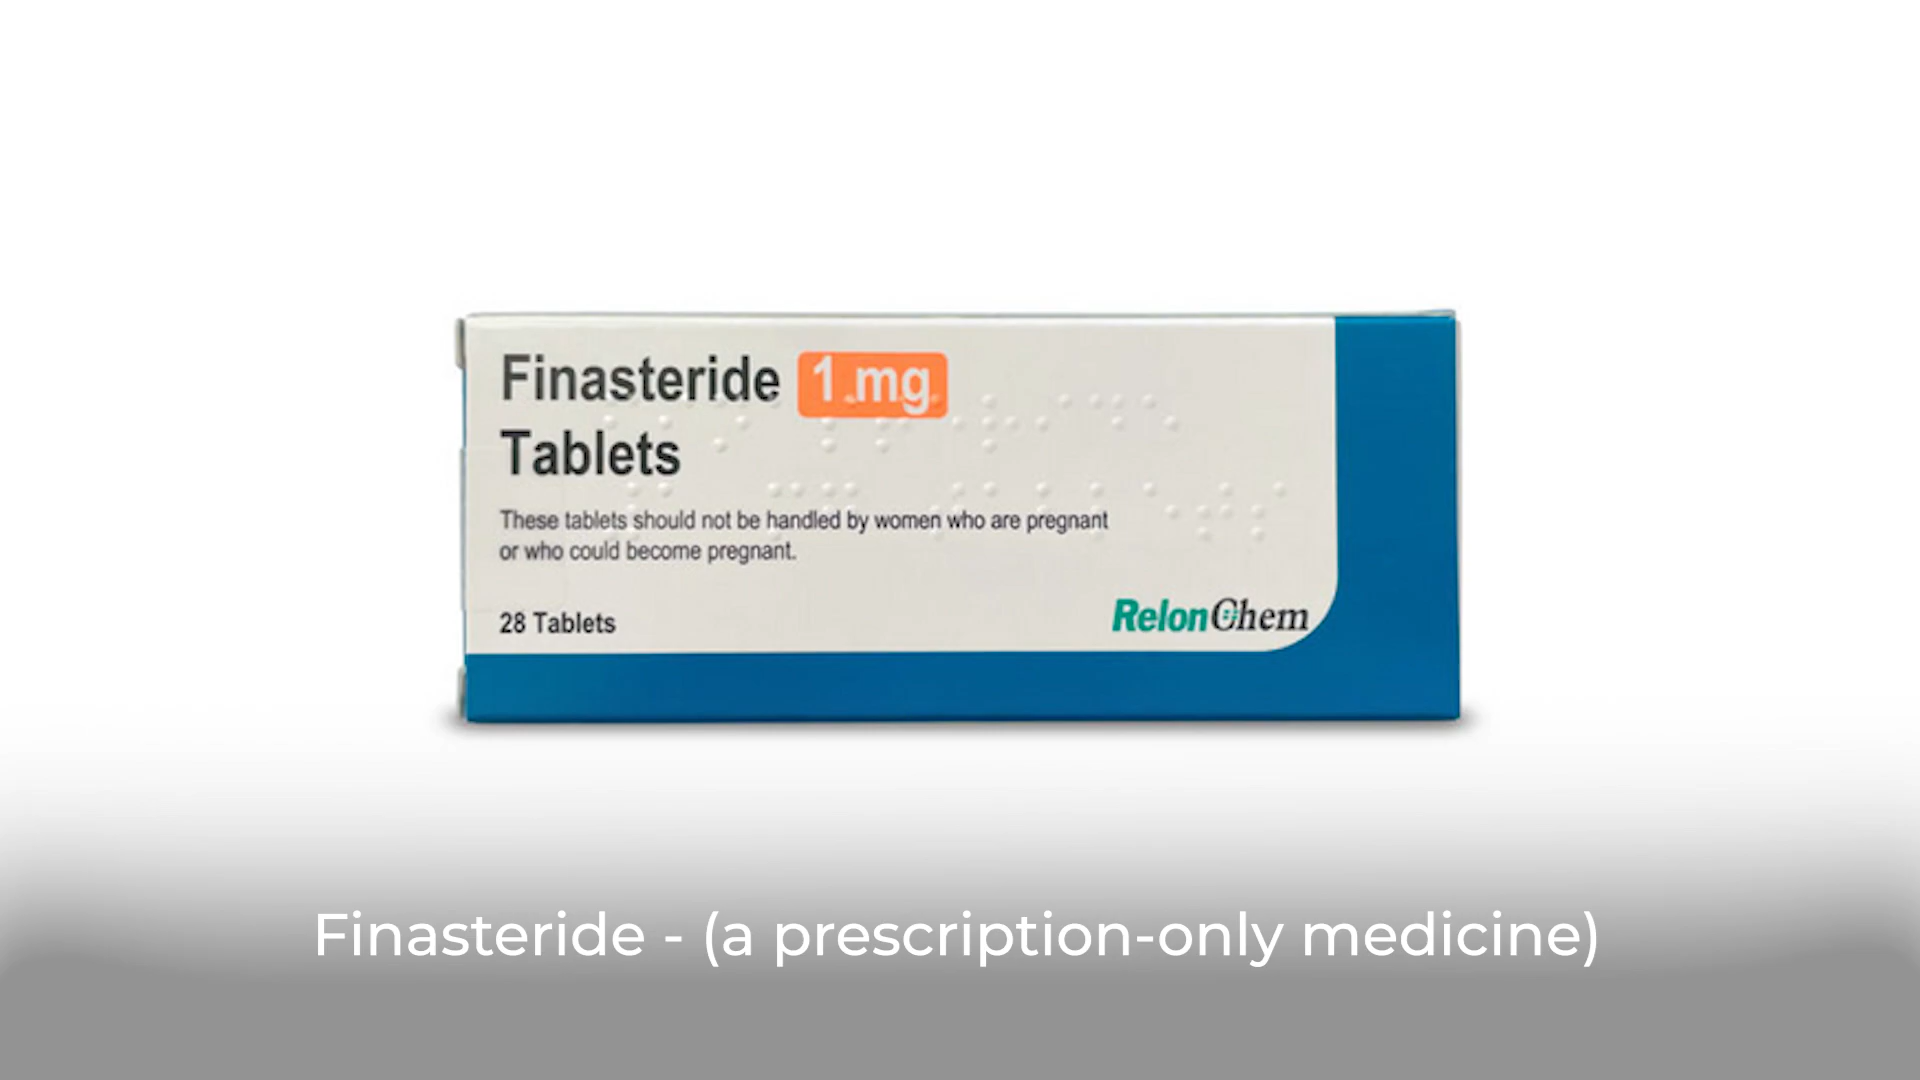 Finasteride 1 mg
Tablets
These tablets should not be handled by women who are pregnant
or who could become pregnant.
28 Tablets
RelonChem
Finasteride - (a prescription-only medicine)